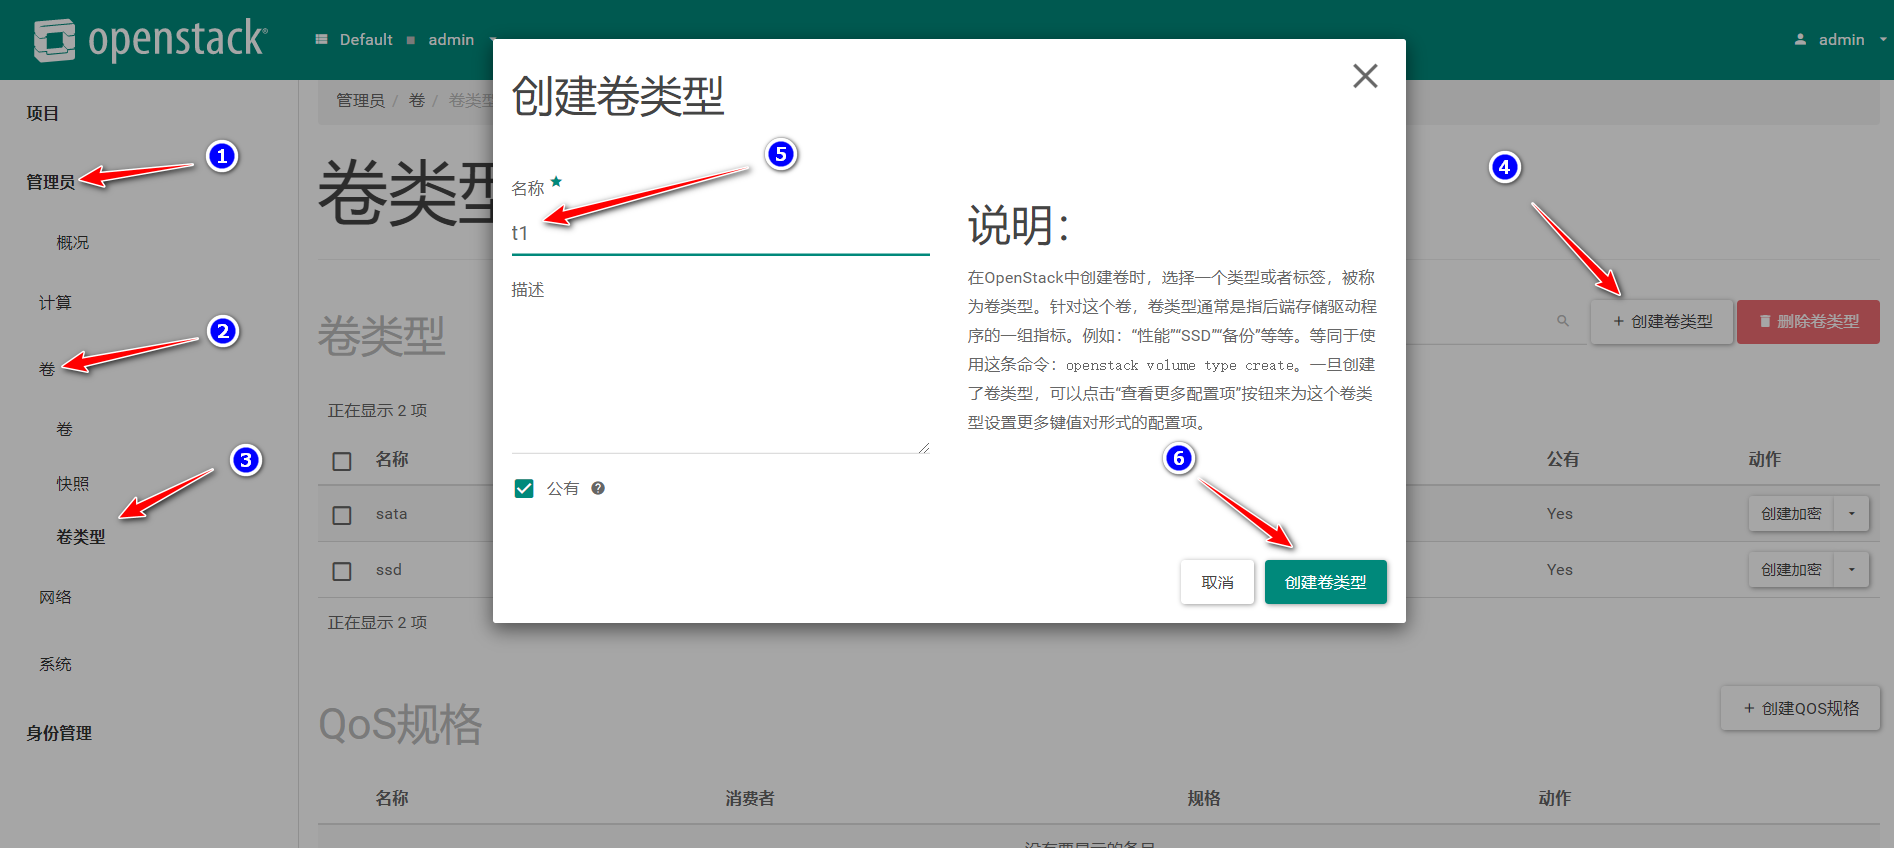 openstack®
Default
admin
admin
项目
管理员
概况
计算
卷
卷
快照
卷类型
网络
系统
身份管理
1
2
3
4
5
6
管理员 / 卷 / 卷类型
卷类型
卷类型
正在显示 2 项
名称
公有
动作
sata
Yes
创建加密
ssd
Yes
创建加密
正在显示 2 项
+ 创建卷类型
删除卷类型
创建卷类型
名称
t1
描述
公有
说明：
在OpenStack中创建卷时，选择一个类型或者标签，被称
为卷类型。针对这个卷，卷类型通常是指后端存储驱动程
序的一组指标。例如：“性能”“SSD”“备份”等等。等同于使
用这条命令：openstack volume type create。一旦创建
了卷类型，可以点击“查看更多配置项”按钮来为这个卷类
型设置更多键值对形式的配置项。
取消
创建卷类型
QoS规格
+ 创建QOS规格
名称
消费者
规格
动作